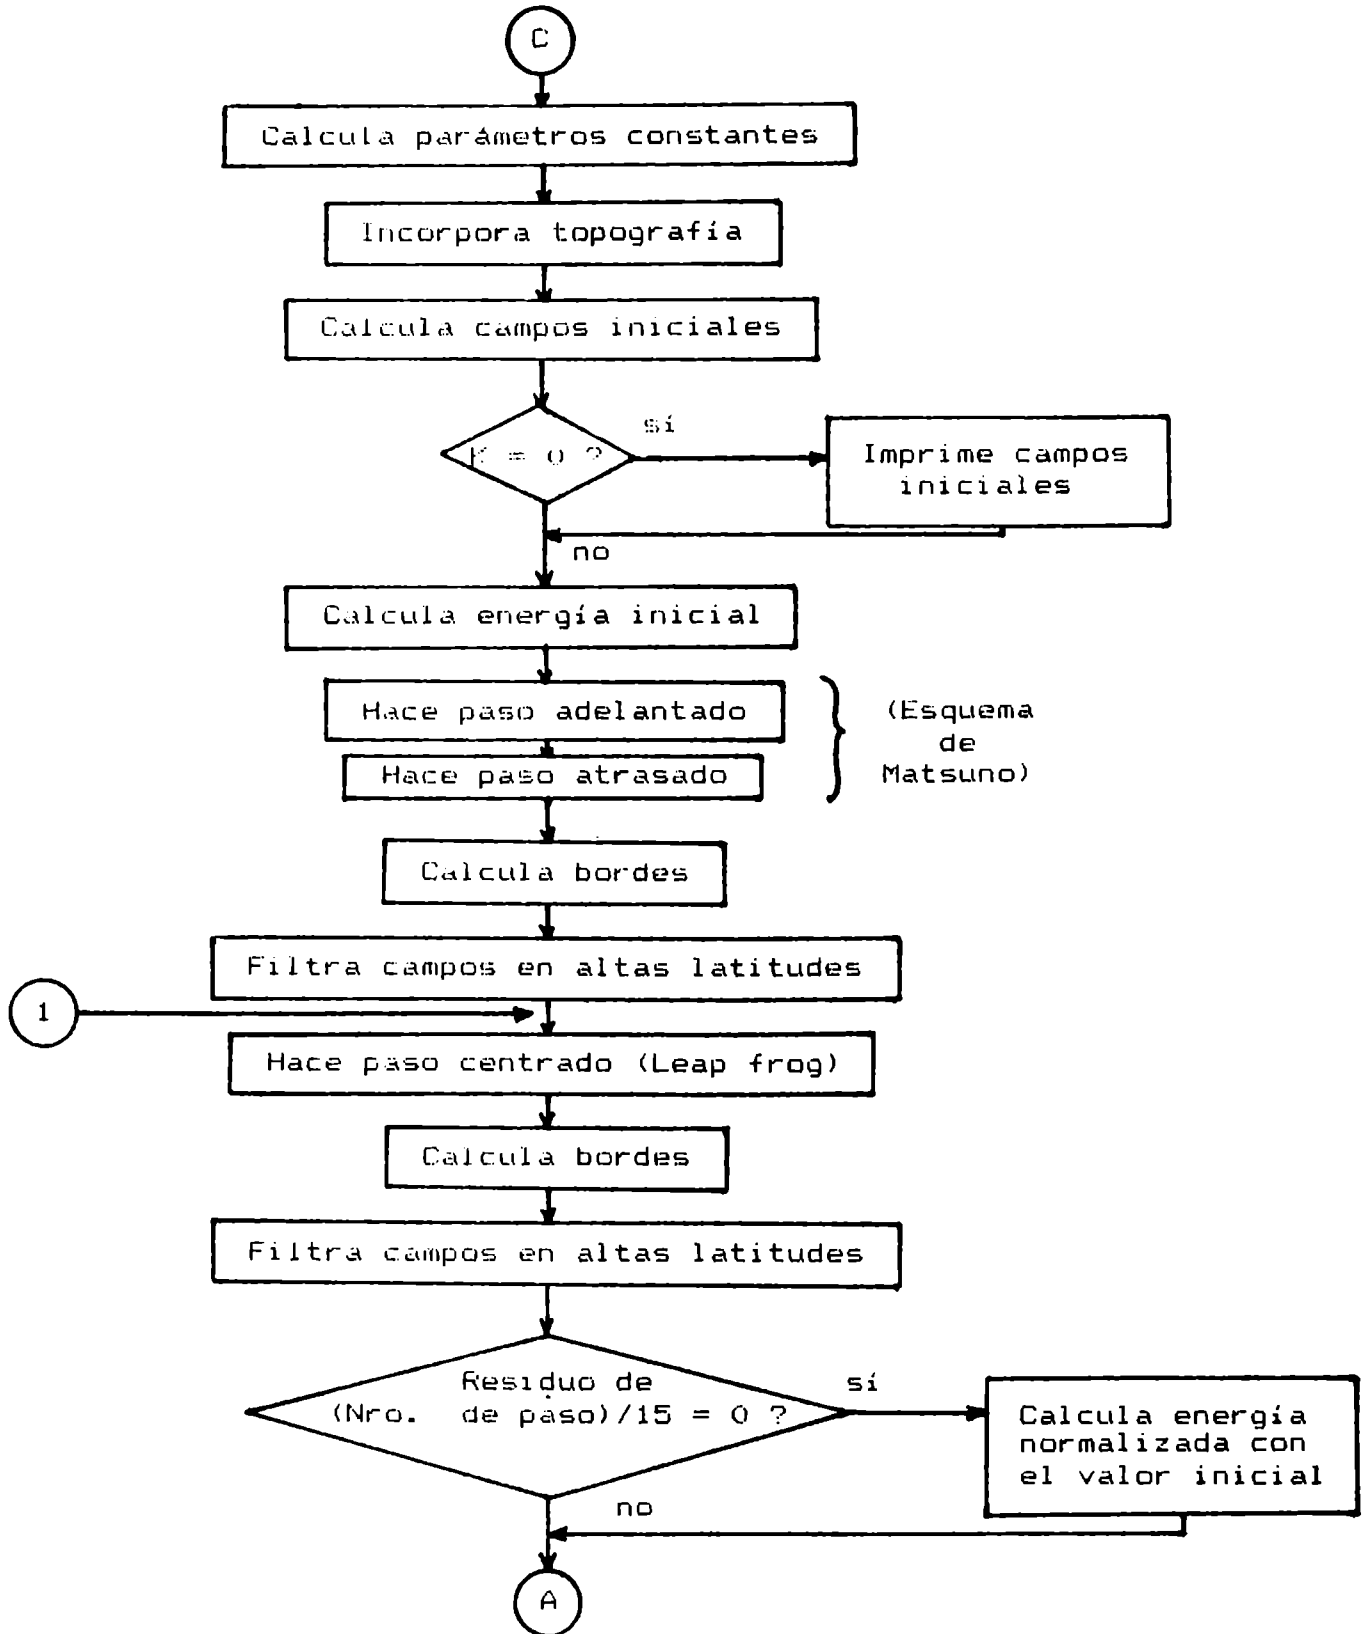 C
Calcula parámetros constantes
Incorpora topografía
Calcula campos iniciales
K = 0 ?
sí
Imprime campos
iniciales
no
Calcula energía inicial
Hace paso adelantado
Hace paso atrasado
(Esquema
de
Matsuno)
Calcula bordes
Filtra campos en altas latitudes
1
Hace paso centrado (Leap frog)
Calcula bordes
Filtra campos en altas latitudes
Residuo de
(Nro. de paso)/15 = 0 ?
sí
Calcula energía
normalizada con
el valor inicial
no
A